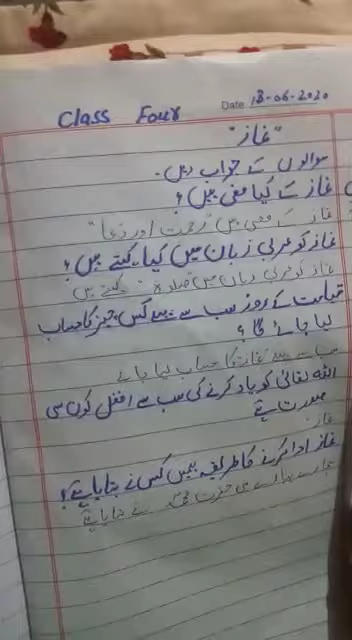 Class Four Date 18-06-2020
"نماز"
سوالوں کے جواب دیں۔
نماز کے کیا معنی ہیں؟
نماز کے معنی ہیں "رحمت اور دعا"
نماز کو عربی زبان میں کیا کہتے ہیں؟
نماز کو عربی زبان میں صلوٰۃ کہتے ہیں
قیامت کے روز سب سے پہلے کس چیز کا حساب
لیا جائے گا؟
سب سے پہلے نماز کا حساب لیا جائے
اللہ تعالیٰ کو یاد کرنے کی سب سے افضل کون سی
صورت ہے
نماز
نماز ادا کرنے کا طریقہ ہمیں کس نے بتایا ہے؟
ہمارے پیارے نبی حضرت محمدؐ نے بتایا ہے